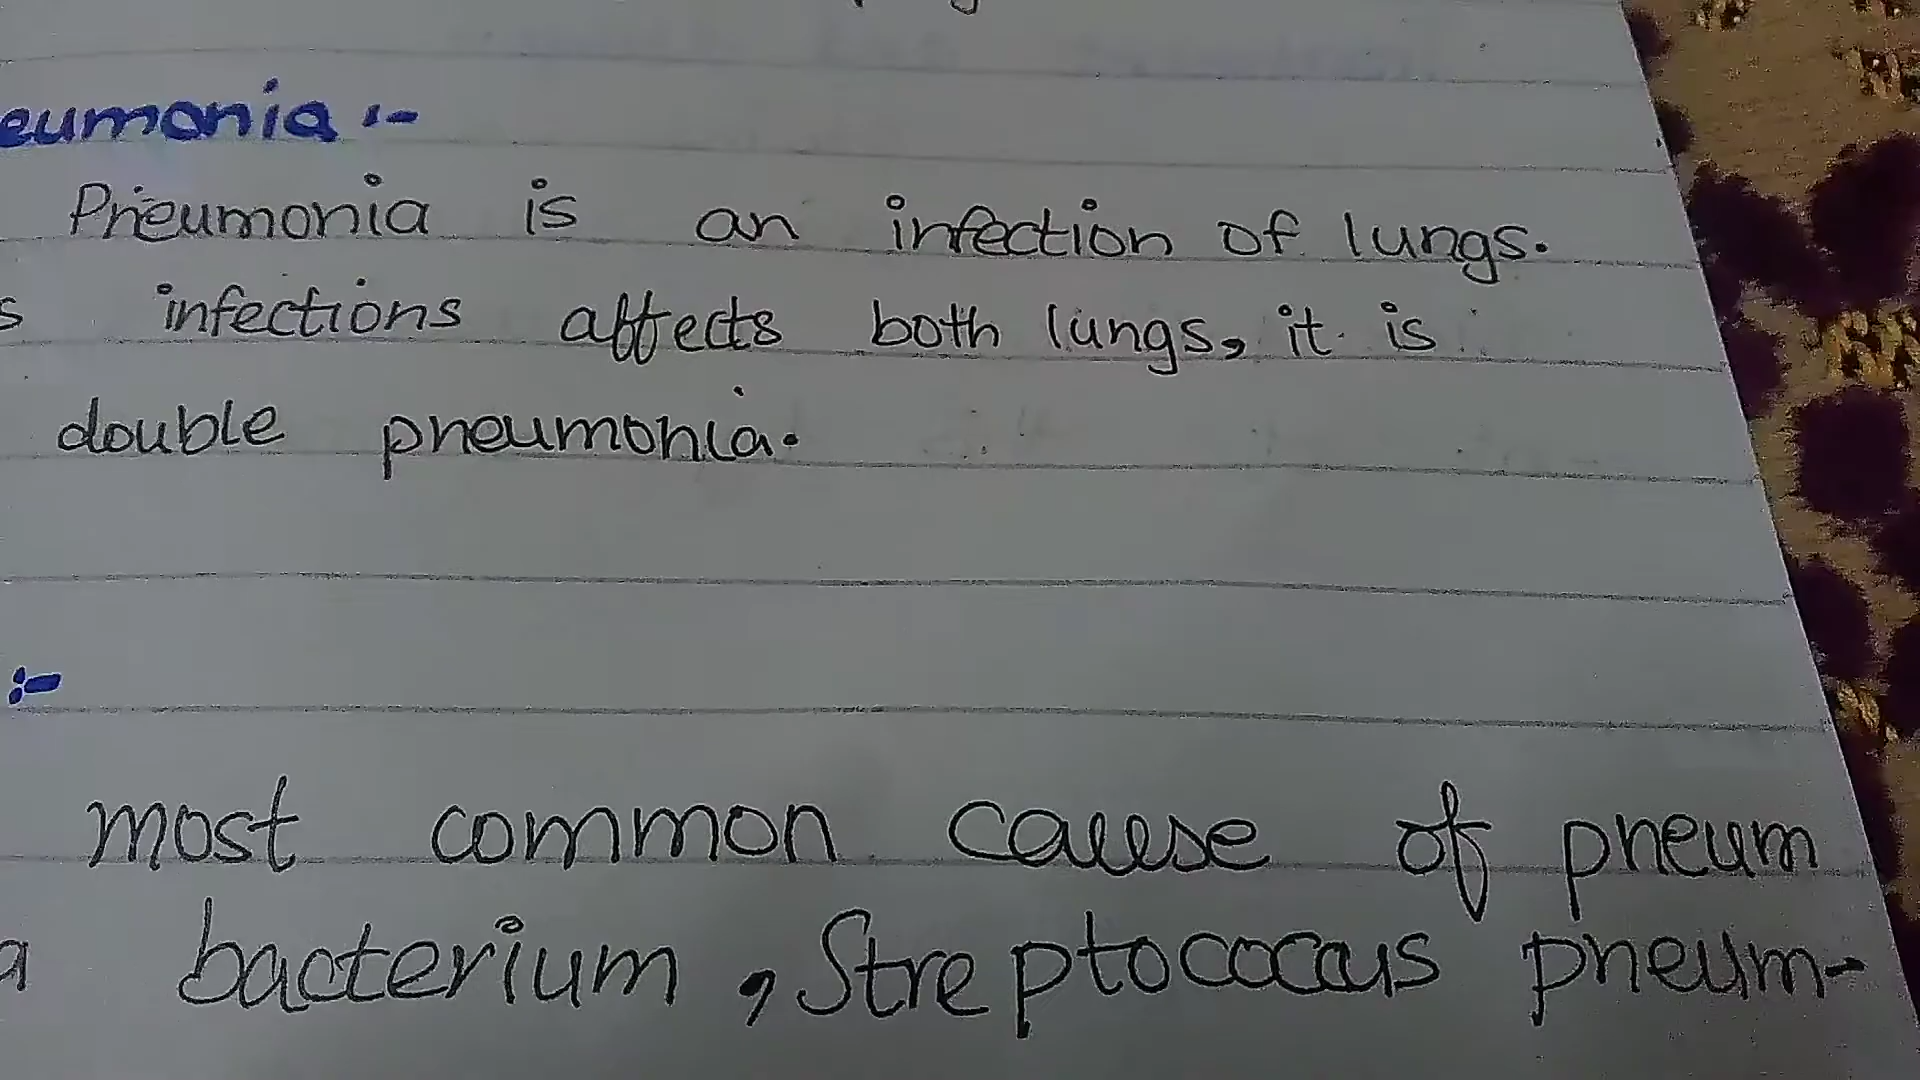 eumonia :-
Pneumonia is an infection of lungs.
s infections affects both lungs, it is
double pneumonia.
:-
most common cause of pneum
a bacterium, Streptococcus pneum-